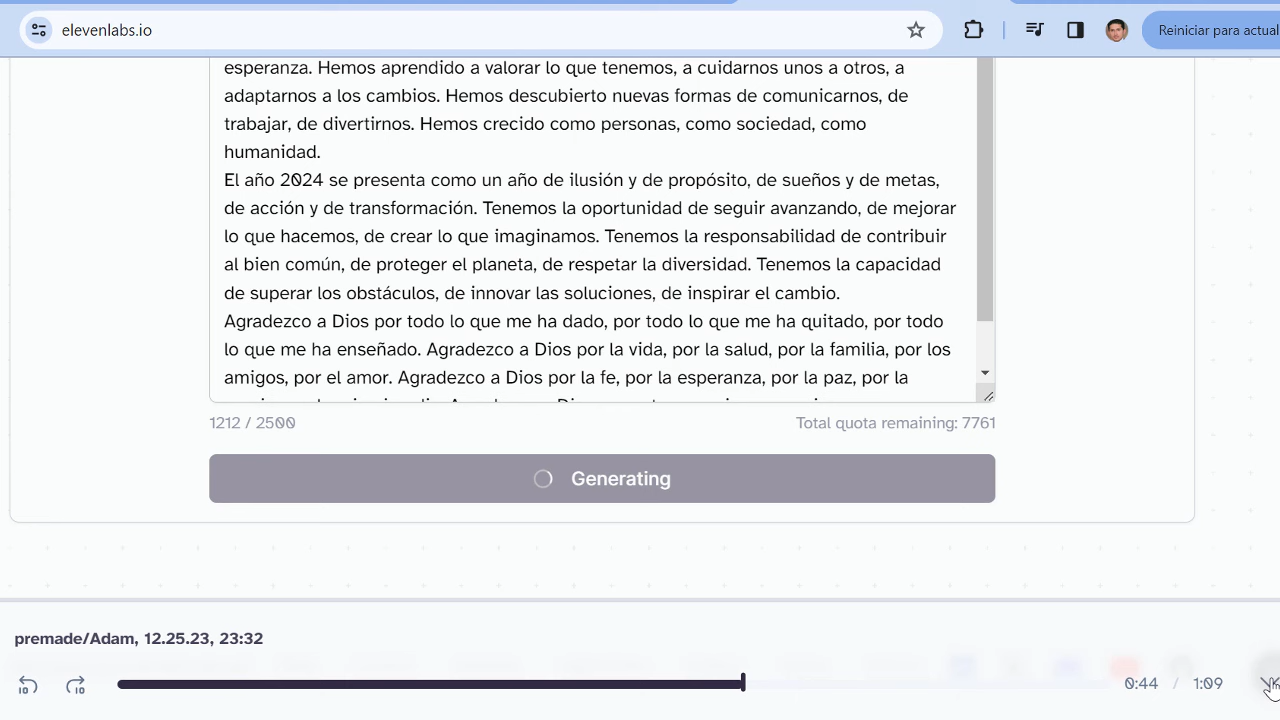 elevenlabs.io
Reiniciar para actual
esperanza. Hemos aprendido a valorar lo que tenemos, a cuidarnos unos a otros, a
adaptarnos a los cambios. Hemos descubierto nuevas formas de comunicarnos, de
trabajar, de divertirnos. Hemos crecido como personas, como sociedad, como
humanidad.
El año 2024 se presenta como un año de ilusión y de propósito, de sueños y de metas,
de acción y de transformación. Tenemos la oportunidad de seguir avanzando, de mejorar
lo que hacemos, de crear lo que imaginamos. Tenemos la responsabilidad de contribuir
al bien común, de proteger el planeta, de respetar la diversidad. Tenemos la capacidad
de superar los obstáculos, de innovar las soluciones, de inspirar el cambio.
Agradezco a Dios por todo lo que me ha dado, por todo lo que me ha quitado, por todo
lo que me ha enseñado. Agradezco a Dios por la vida, por la salud, por la familia, por los
amigos, por el amor. Agradezco a Dios por la fe, por la esperanza, por la paz, por la
1212 / 2500
Total quota remaining: 7761
Generating
premade/Adam, 12.25.23, 23:32
10
10
0:44 / 1:09